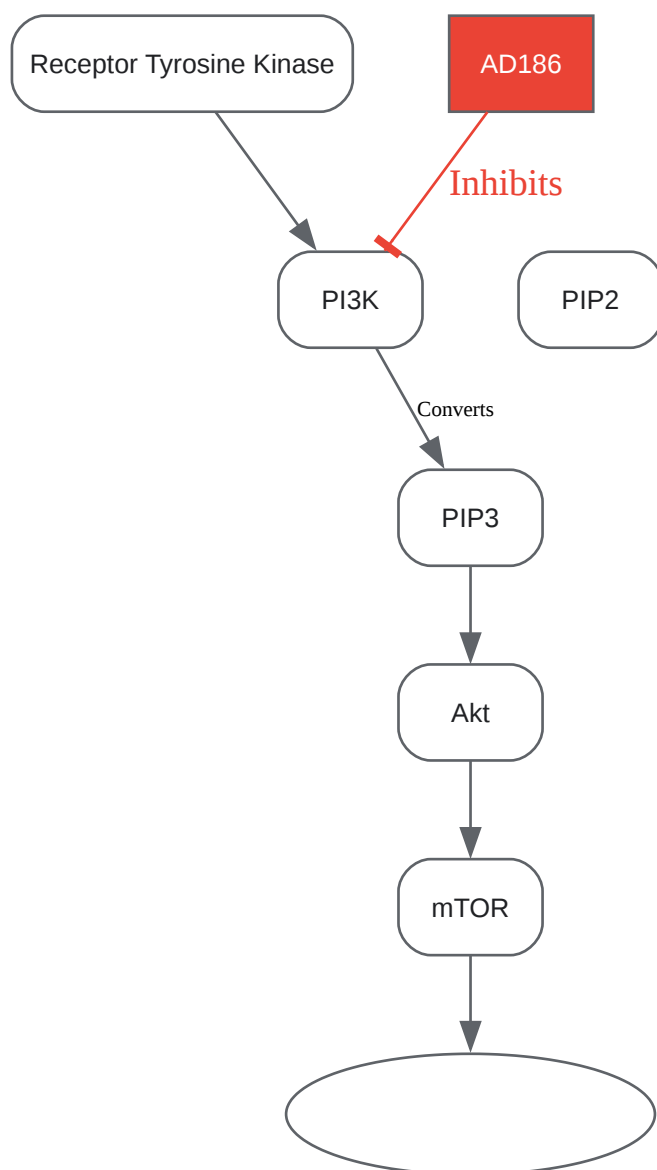 Receptor Tyrosine Kinase
AD186
Inhibits
PI3K
PIP2
Converts
PIP3
Akt
mTOR